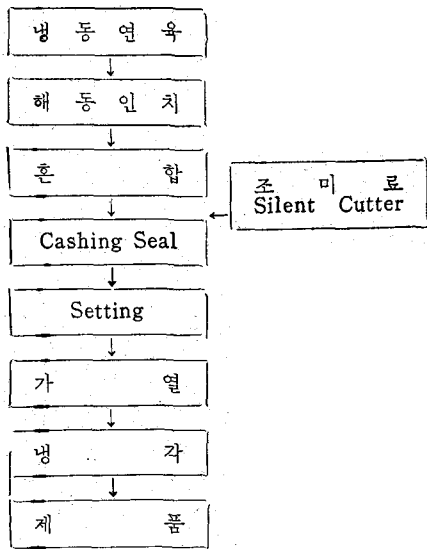 냉동연육
해동인치
혼합
조미료
Silent Cutter
Cashing Seal
Setting
가열
냉각
제품